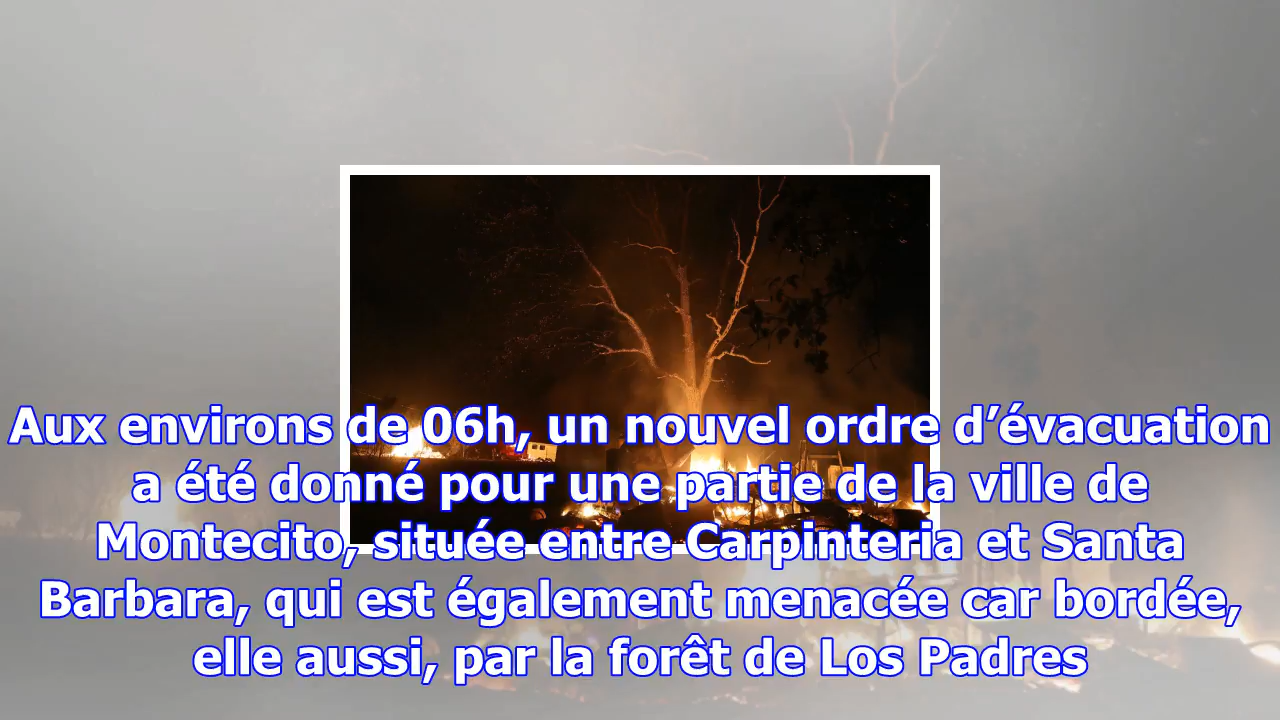 Aux environs de 06h, un nouvel ordre d’évacuation
a été donné pour une partie de la ville de
Montecito, située entre Carpinteria et Santa
Barbara, qui est également menacée car bordée,
elle aussi, par la forêt de Los Padres